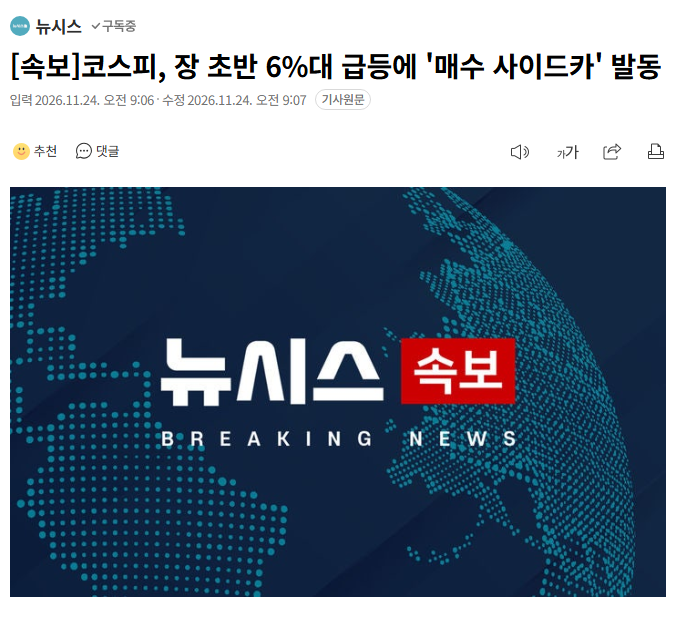 뉴시스 구독중
[속보]코스피, 장 초반 6%대 급등에 '매수 사이드카' 발동
입력 2026.11.24. 오전 9:06 · 수정 2026.11.24. 오전 9:07 기사원문
추천 댓글 가가
뉴시스 속보
BREAKING NEWS